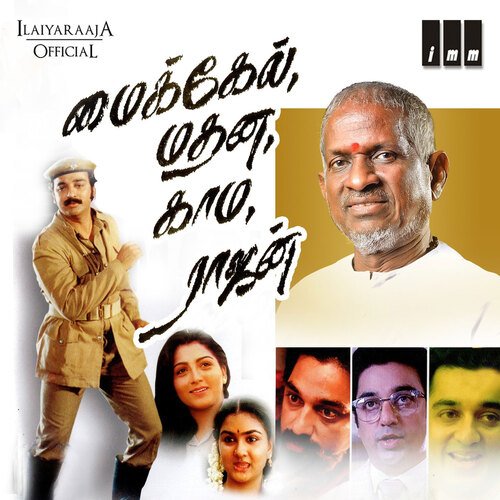 ILAIYARAAJA
OFFICIAL
imm
மைக்கேல்,
மதன,
காம,
ராஜன்